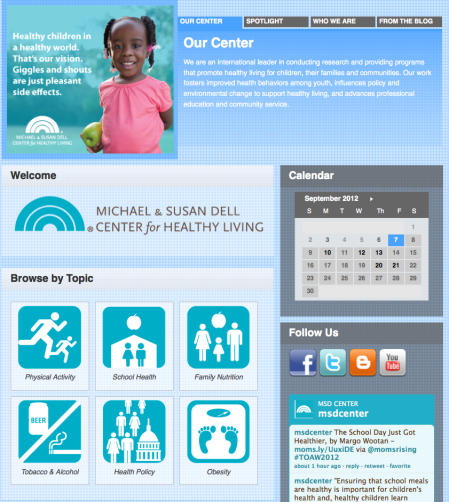 Healthy children in
a healthy world.
That's our vision.
Giggles and shouts
are just pleasant
side effects.
MICHAEL & SUSAN DELL
CENTER for HEALTHY LIVING
OUR CENTER
SPOTLIGHT
WHO WE ARE
FROM THE BLOG
Our Center
We are an international leader in conducting research and providing programs
that promote healthy living for children, their families and communities. Our work
fosters improved health behaviors among youth, influences policy and
environmental change to support healthy living, and advances professional
education and community service.
Welcome
MICHAEL & SUSAN DELL
® CENTER for HEALTHY LIVING
Browse by Topic
Physical Activity
School Health
Family Nutrition
BEER
Tobacco & Alcohol
Health Policy
Obesity
Calendar
September 2012
S M T W Th F S
1
2 3 4 5 6 7 8
9 10 11 12 13 14 15
16 17 18 19 20 21 22
23 24 25 26 27 28 29
30
Follow Us
f
t
B
You
Tube
MSD CENTER
msdcenter
msdcenter The School Day Just Got
Healthier, by Margo Wootan -
moms.ly/UuxiDE via @momsrising
#TOAW2012
about 1 hour ago · reply · retweet · favorite
msdcenter "Ensuring that school meals
are healthy is important for children's
health and, healthy children learn